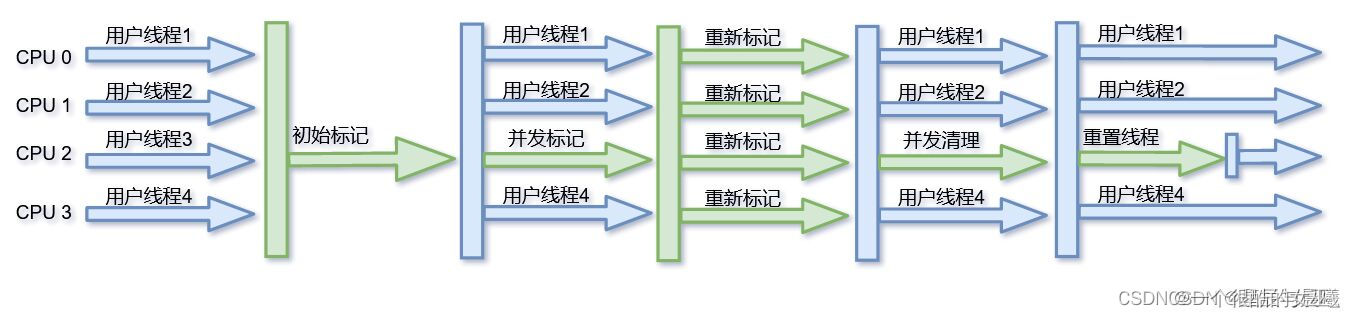 用户线程1 用户线程1 用户线程1 用户线程1
CPU 0 重新标记
用户线程2 用户线程2 用户线程2 用户线程2
CPU 1 重新标记
用户线程3 初始标记 并发标记 重新标记 并发清理 重置线程
CPU 2
用户线程4 用户线程4 重新标记 用户线程4 用户线程4
CPU 3